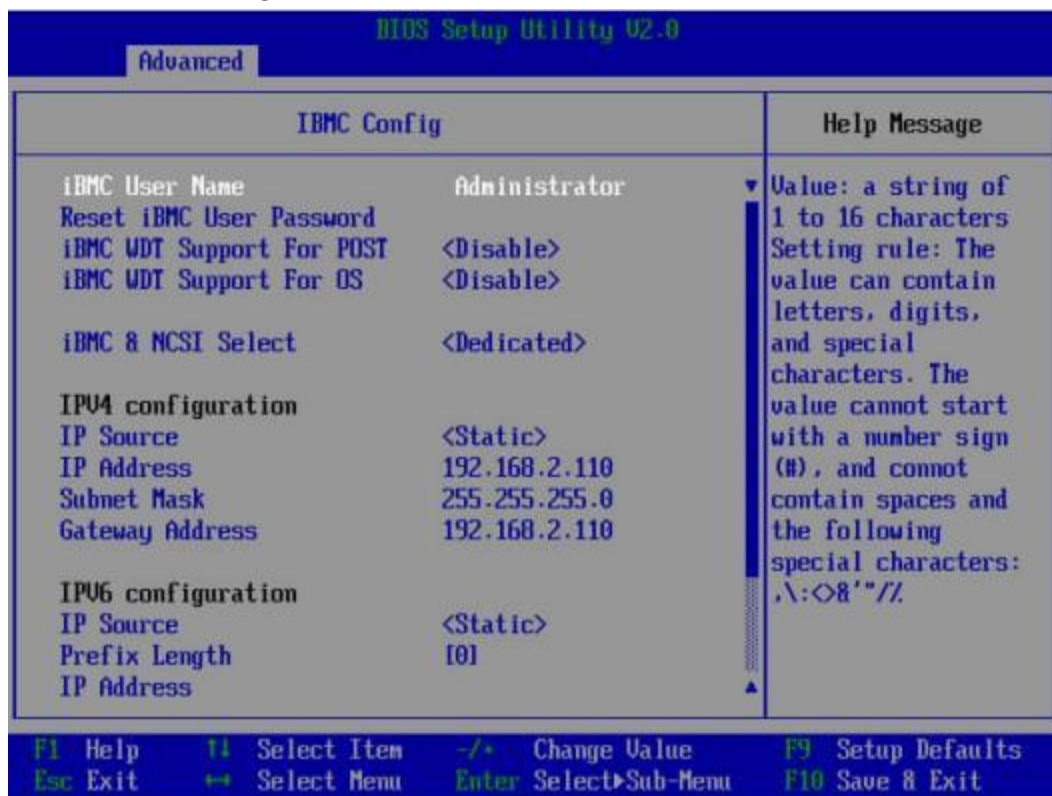 BIOS Setup Utility V2.0
Advanced
IBMC Config
iBMC User Name Administrator
Reset iBMC User Password
iBMC WDT Support For POST <Disable>
iBMC WDT Support For OS <Disable>
iBMC & NCSI Select <Dedicated>
IPV4 configuration
IP Source <Static>
IP Address 192.168.2.110
Subnet Mask 255.255.255.0
Gateway Address 192.168.2.110
IPV6 configuration
IP Source <Static>
Prefix Length [0]
IP Address
Help Message
Value: a string of
1 to 16 characters
Setting rule: The
value can contain
letters, digits,
and special
characters. The
value cannot start
with a number sign
(#), and connot
contain spaces and
the following
special characters:
,\:<>&'"/%
F1 Help ↑↓ Select Item -/+ Change Value F9 Setup Defaults
Esc Exit ↔ Select Menu Enter Select▶Sub-Menu F10 Save & Exit